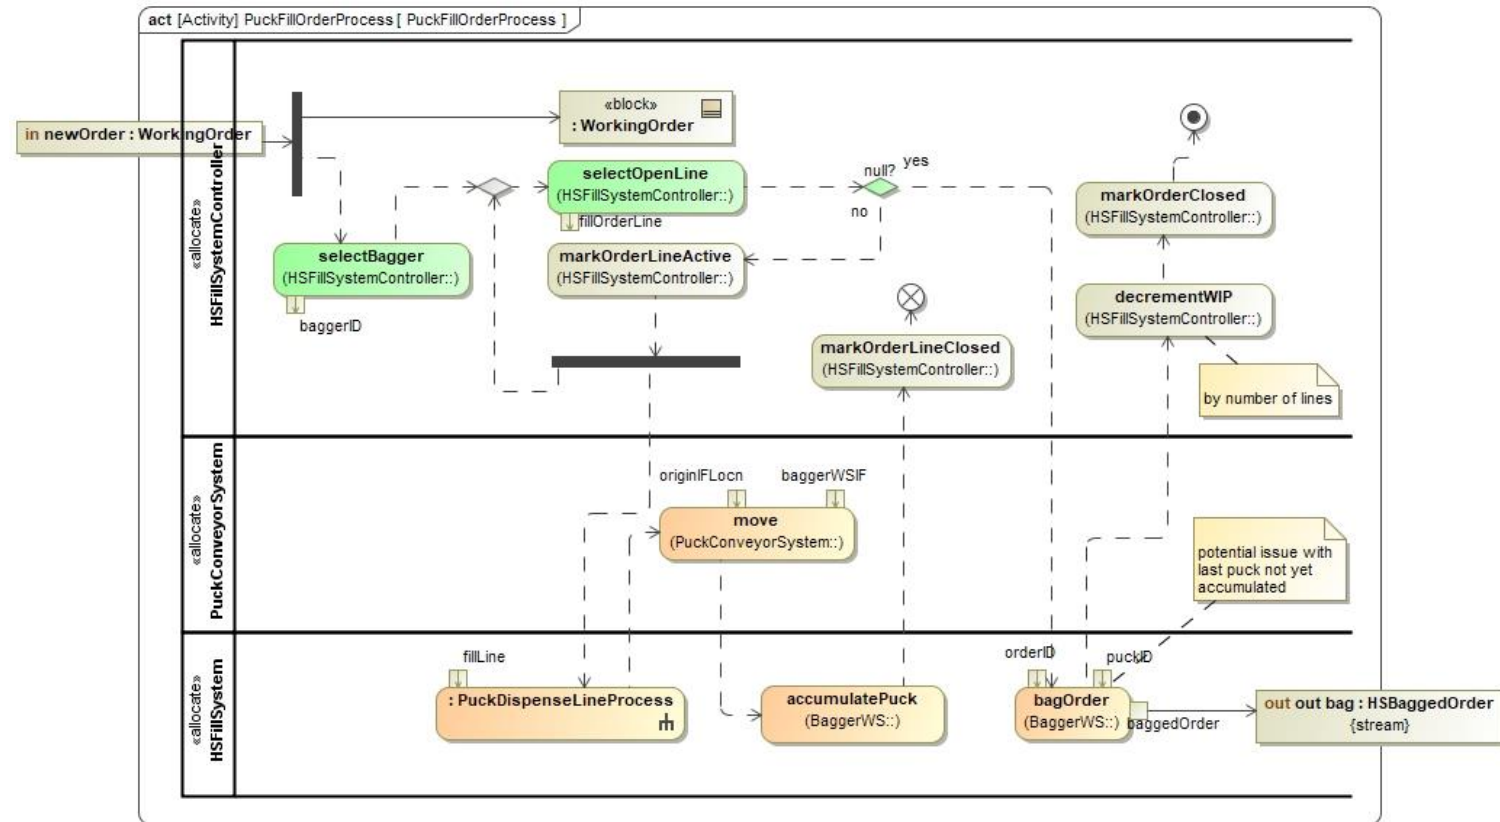 act [Activity] PuckFillOrderProcess [ PuckFillOrderProcess ]
in newOrder : WorkingOrder
«allocate»
HSFillSystemController
«block»
: WorkingOrder
selectOpenLine
(HSFillSystemController::)
fillOrderLine
null?
yes
no
selectBagger
(HSFillSystemController::)
baggerID
markOrderLineActive
(HSFillSystemController::)
markOrderClosed
(HSFillSystemController::)
decrementWIP
(HSFillSystemController::)
markOrderLineClosed
(HSFillSystemController::)
by number of lines
«allocate»
PuckConveyorSystem
originIFLocn
baggerWSIF
move
(PuckConveyorSystem::)
potential issue with
last puck not yet
accumulated
«allocate»
HSFillSystem
fillLine
: PuckDispenseLineProcess
accumulatePuck
(BaggerWS::)
orderID
puckID
bagOrder
(BaggerWS::)
baggedOrder
out out bag : HSBaggedOrder
{stream}